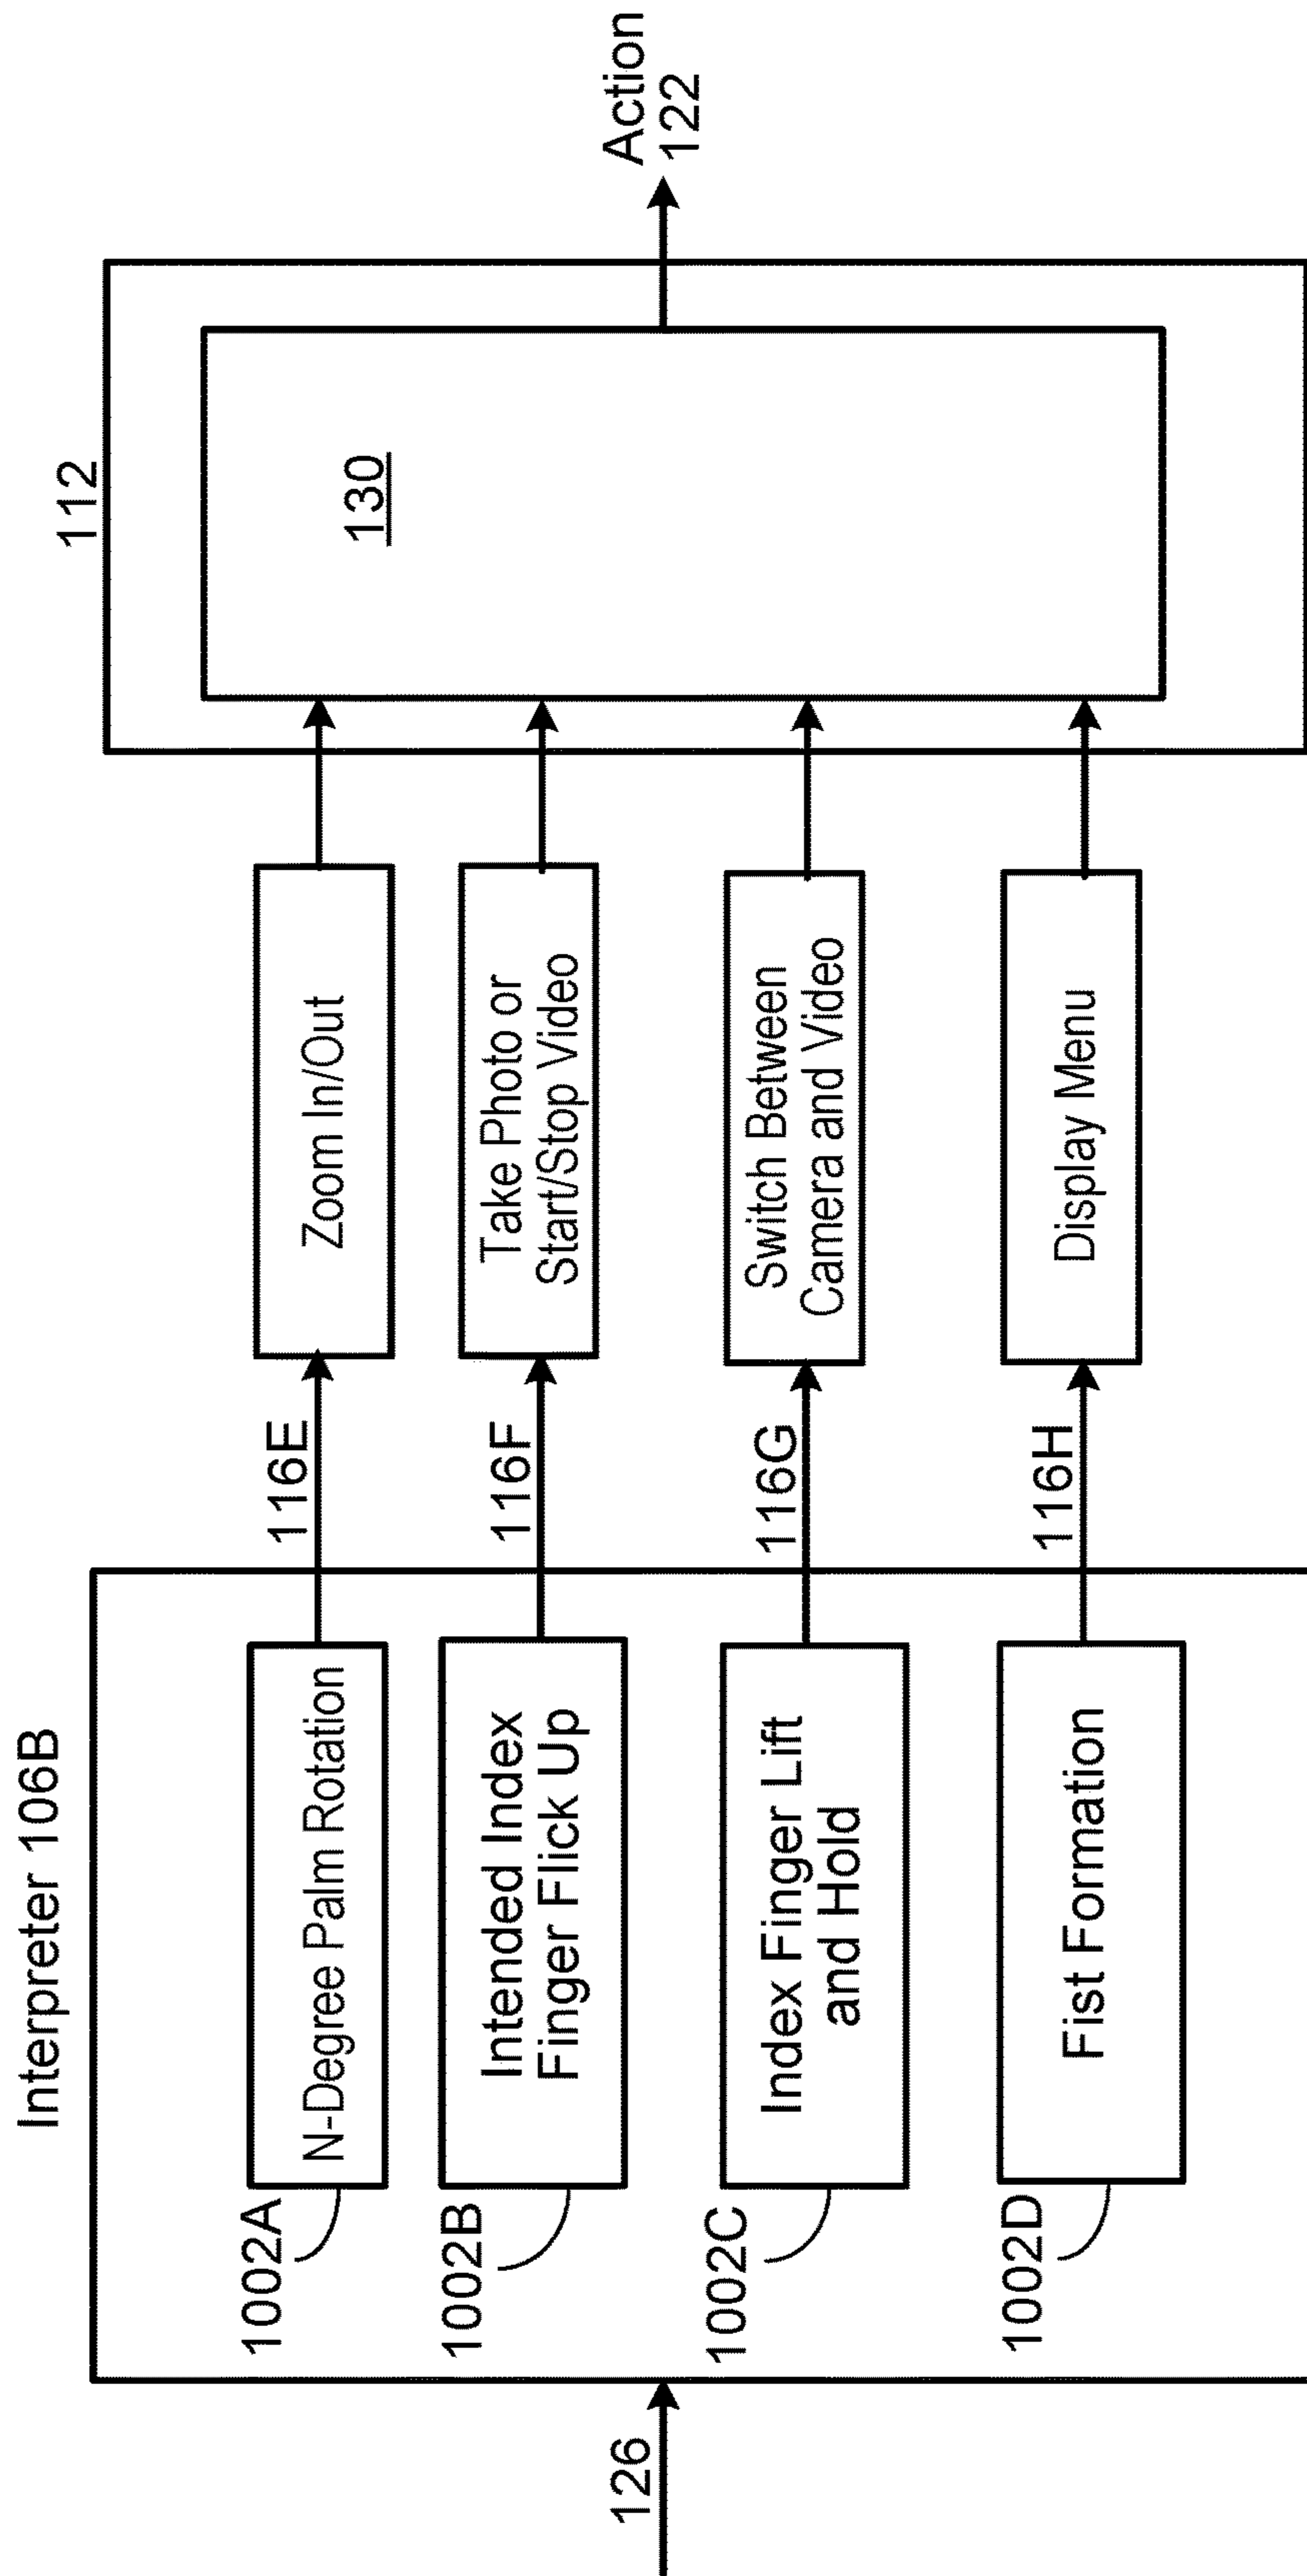 Interpreter 106B
126
1002A
N-Degree Palm Rotation
116E
Zoom In/Out
1002B
Intended Index
Finger Flick Up
116F
Take Photo or
Start/Stop Video
1002C
Index Finger Lift
and Hold
116G
Switch Between
Camera and Video
1002D
Fist Formation
116H
Display Menu
112
130
Action
122